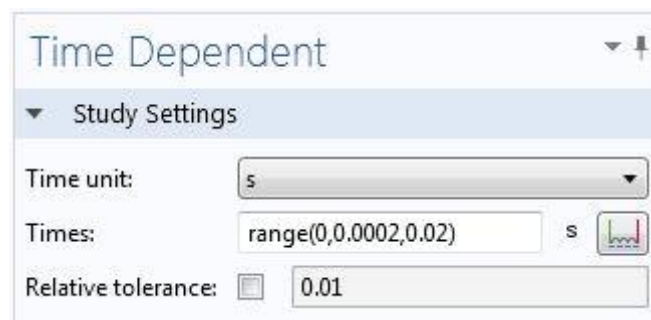 Time Dependent
Study Settings
Time unit: s
Times: range(0,0.0002,0.02) s
Relative tolerance: 0.01